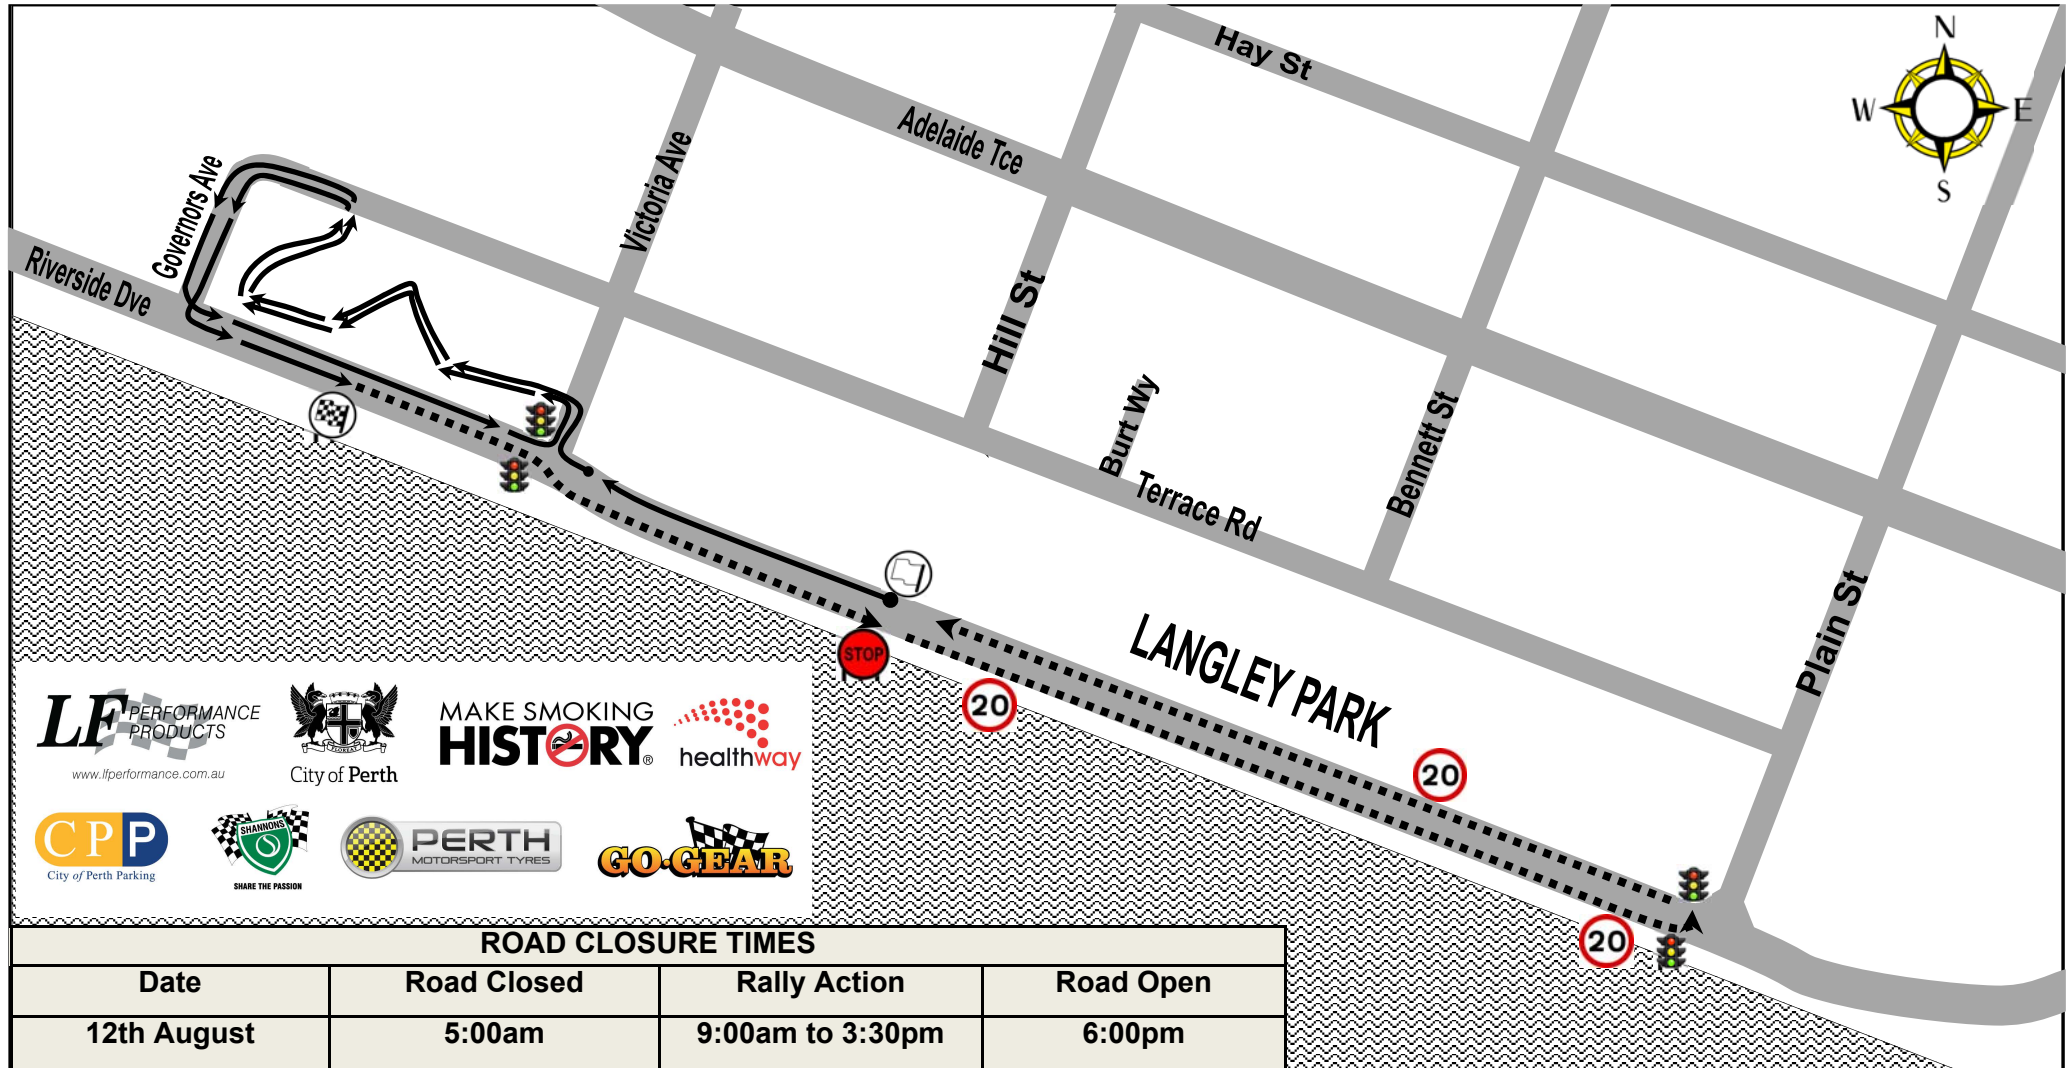 N
Hay St
W
E
Adelaide Tce
S
Governors Ave
Victoria Ave
Riverside Dve
Hill St
Burt Wy
Bennett St
Terrace Rd
Plain St
LANGLEY PARK
STOP
20
20
20
LF PERFORMANCE
PRODUCTS
www.lfperformance.com.au
City of Perth
MAKE SMOKING
HISTORY®
healthway
CPP
City of Perth Parking
SHANNONS
S
SHARE THE PASSION
PERTH
MOTORSPORT TYRES
GO·GEAR
ROAD CLOSURE TIMES
Date Road Closed Rally Action Road Open
12th August 5:00am 9:00am to 3:30pm 6:00pm